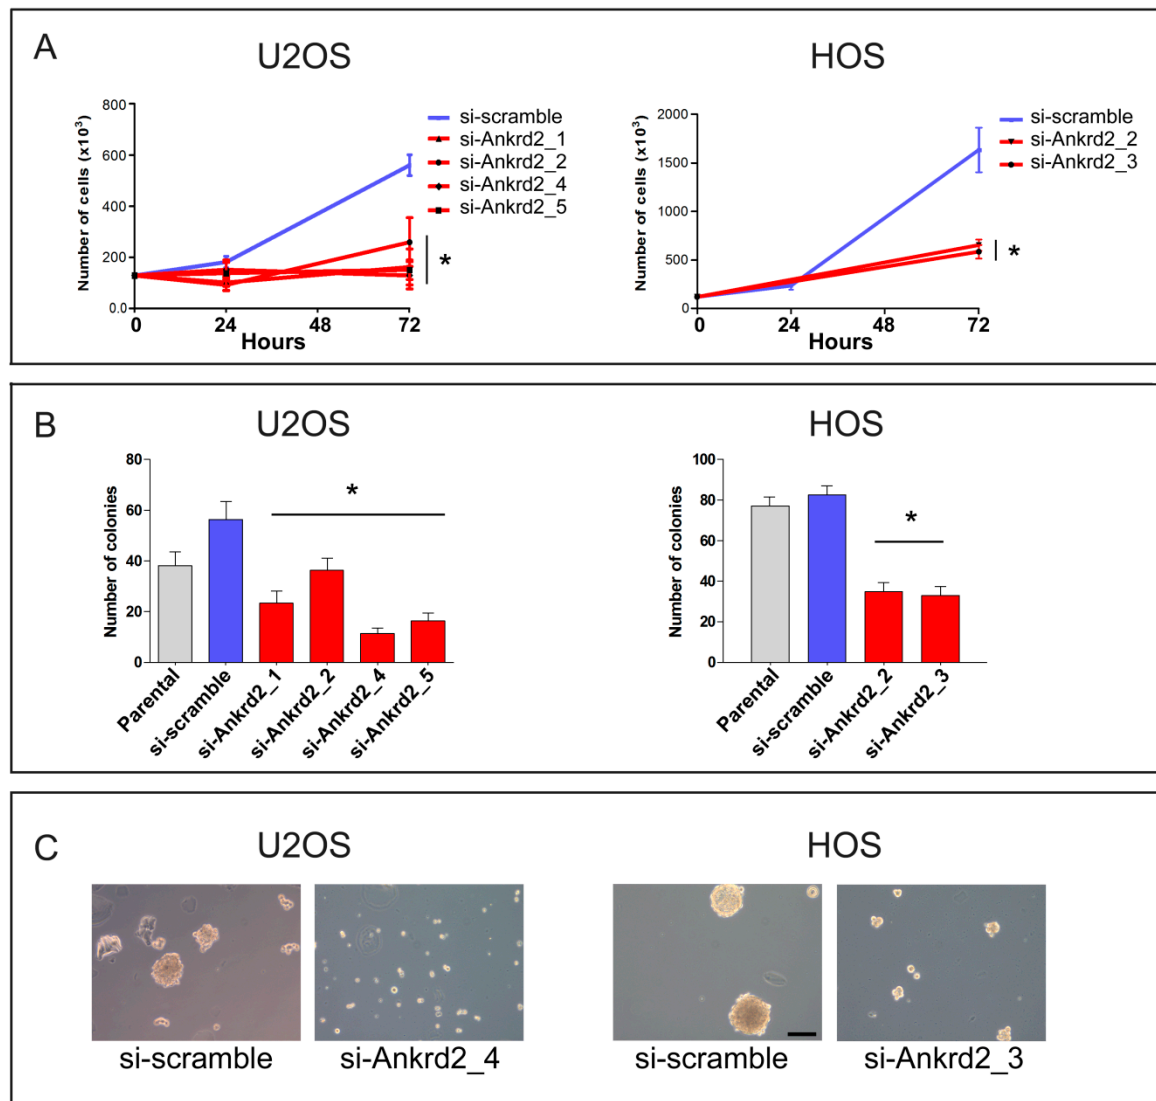 A
U2OS
HOS
Number of cells (x10³)
800
600
400
200
0.0
0
24
48
72
Hours
si-scramble
si-Ankrd2_1
si-Ankrd2_2
si-Ankrd2_4
si-Ankrd2_5
*
Number of cells (x10³)
2000
1500
1000
500
0
0
24
48
72
Hours
si-scramble
si-Ankrd2_2
si-Ankrd2_3
*
B
U2OS
HOS
Number of colonies
80
60
40
20
0
*
Parental
si-scramble
si-Ankrd2_1
si-Ankrd2_2
si-Ankrd2_4
si-Ankrd2_5
Number of colonies
100
80
60
40
20
0
*
Parental
si-scramble
si-Ankrd2_2
si-Ankrd2_3
C
U2OS
HOS
si-scramble
si-Ankrd2_4
si-scramble
si-Ankrd2_3